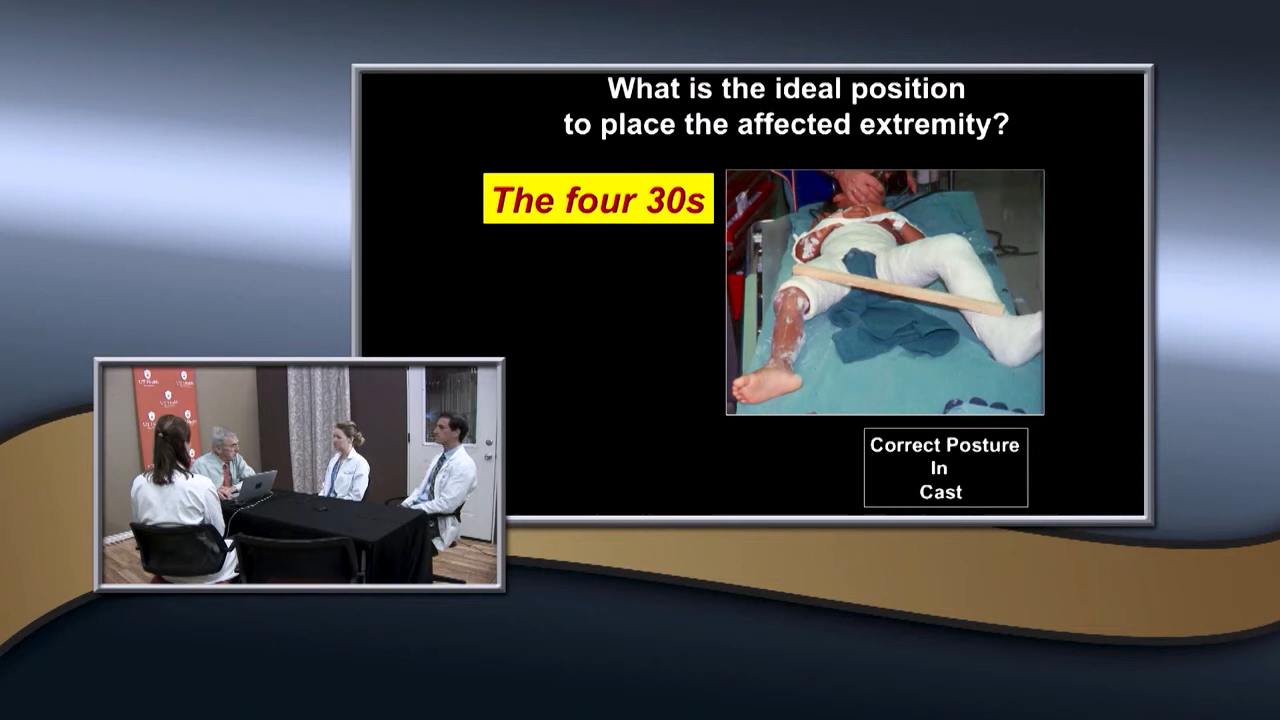 What is the ideal position
to place the affected extremity?
The four 30s
Correct Posture
In
Cast